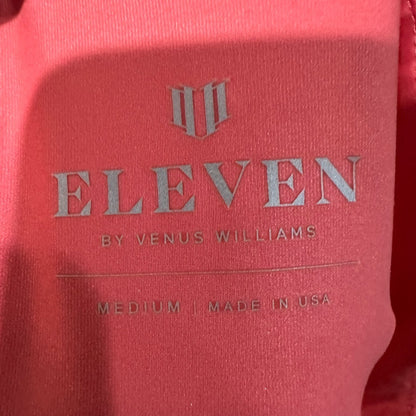 ELEVEN
BY VENUS WILLIAMS
MEDIUM | MADE IN USA